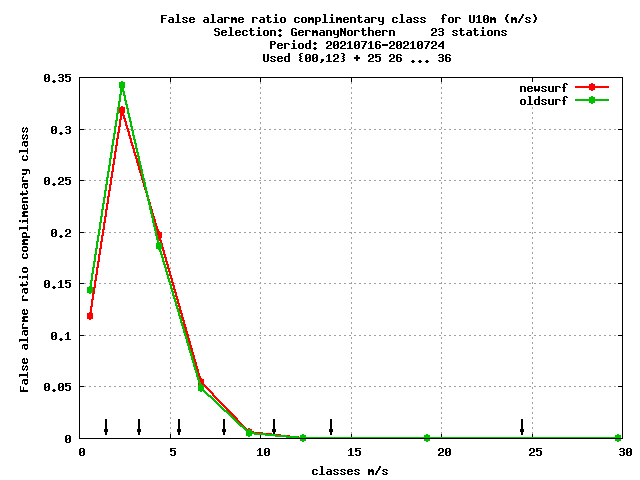 False alarme ratio complimentary class  for U10m (m/s)
Selection: GermanyNorthern     23 stations
Period: 20210716-20210724
Used {00,12} + 25 26 ... 36
newsurf
oldsurf
False alarme ratio complimentary class
0.35
0.3
0.25
0.2
0.15
0.1
0.05
0
0 5 10 15 20 25 30
classes m/s